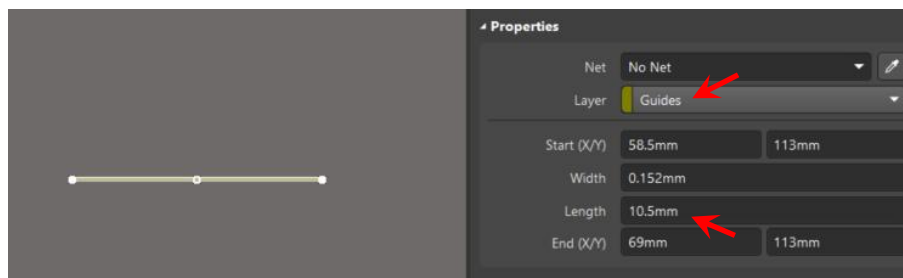 Properties
Net No Net
Layer Guides
Start (X/Y) 58.5mm 113mm
Width 0.152mm
Length 10.5mm
End (X/Y) 69mm 113mm